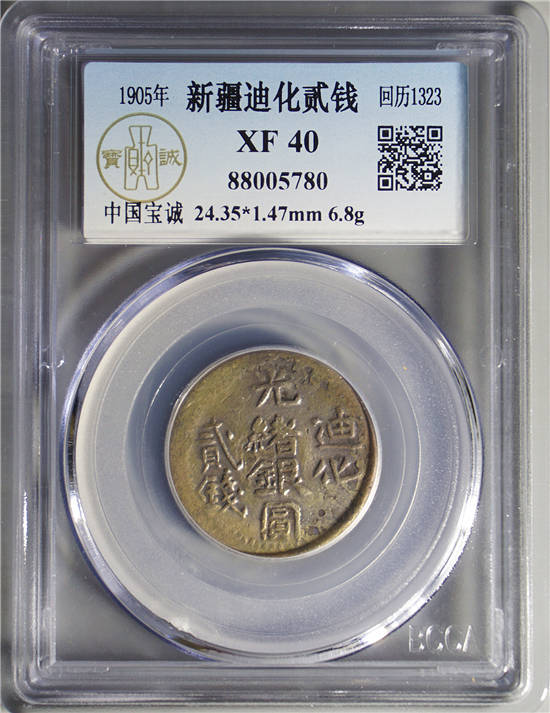 1905年 新疆迪化贰钱 回历1323
XF 40
寶 誠
88005780
中国宝诚 24.35*1.47mm 6.8g
光緒銀圓
迪化
貳錢
BCCA